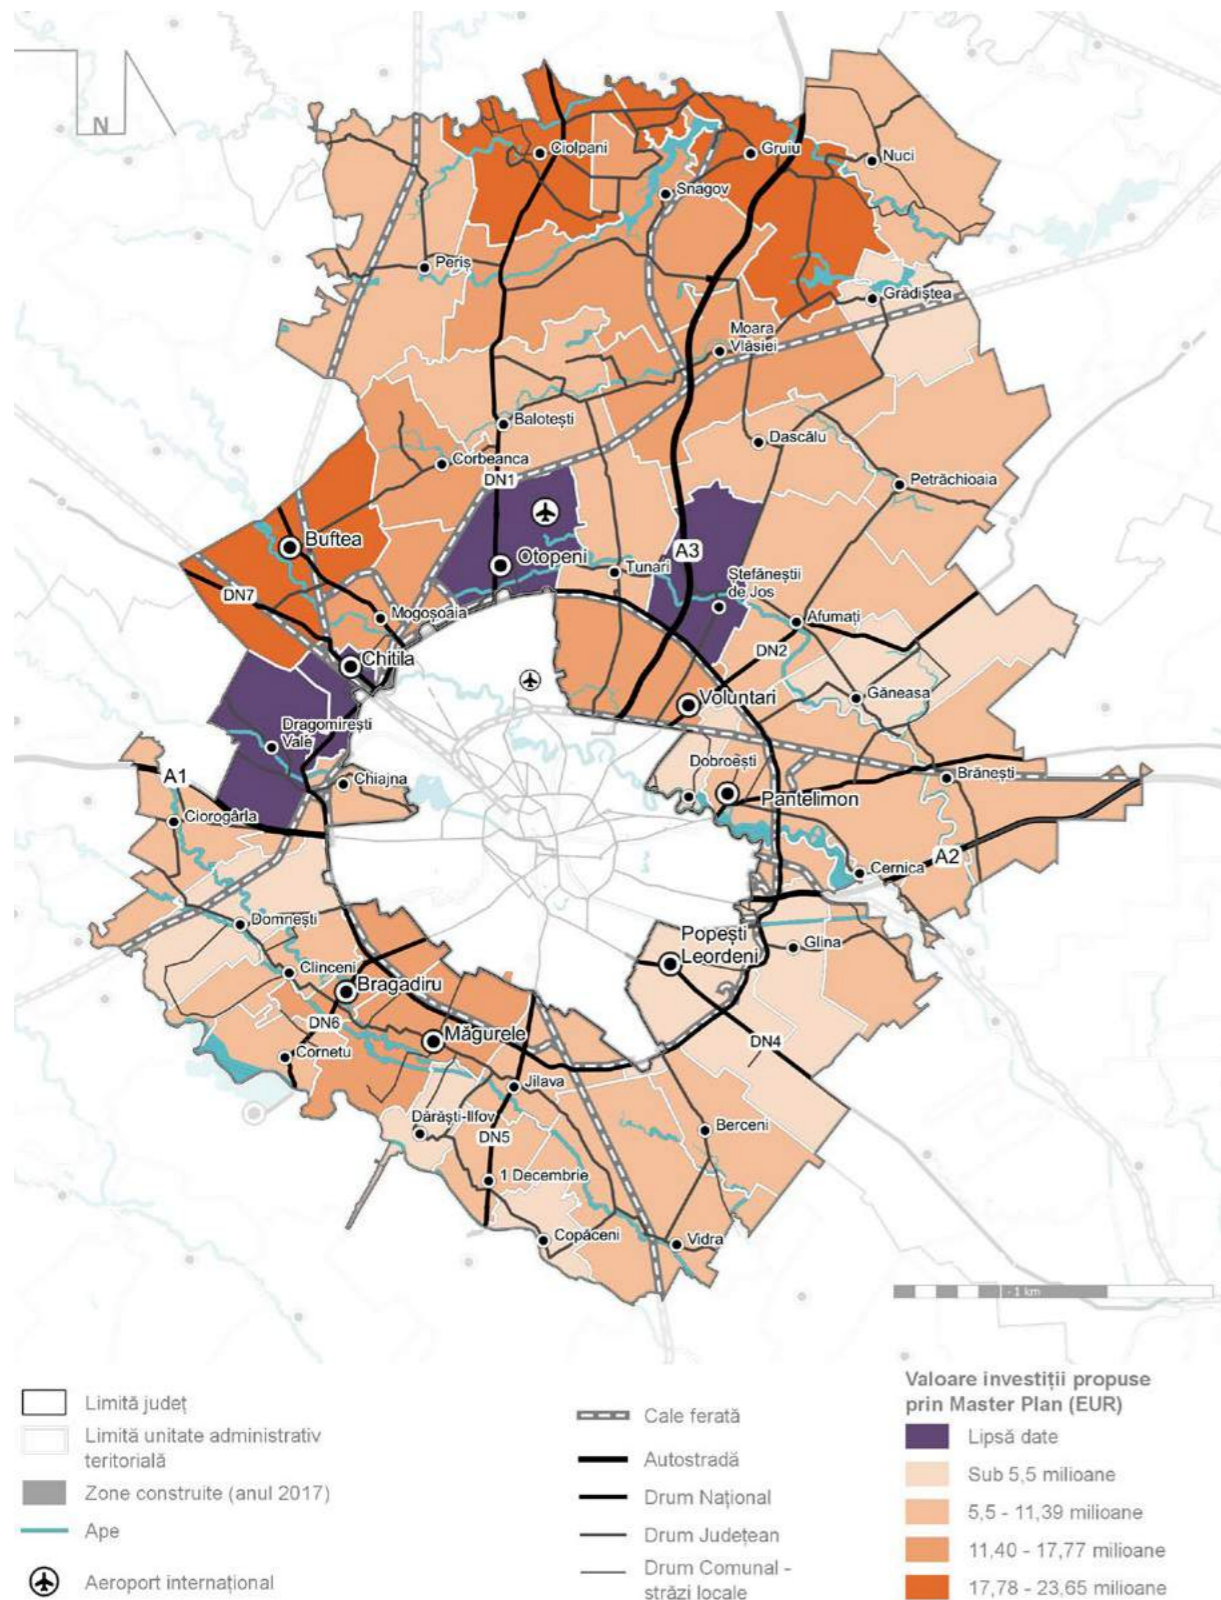 N
Ciolpani
Gruiu
Nuci
Snagov
Periș
Grădiștea
Moara
Vlăsiei
Balotești
Dascălu
Corbeanca
DN1
Petrăchioaia
Buftea
Otopeni
A3
Tunari
Ștefăneștii
de Jos
DN7
Mogoșoaia
Afumați
DN2
Chitila
Găneasa
Voluntari
Dragomirești
Vale
Dobroești
Brănești
A1
Chiajna
Pantelimon
Ciorogârla
A2
Cernica
Domnești
Popești
Leordeni
Glina
Clinceni
Bragadiru
DN6
Măgurele
DN4
Cornetu
Jilava
Dărăști-Ilfov
Berceni
DN5
1 Decembrie
Copăceni
Vidra
1 km
Limită județ
Limită unitate administrativ
teritorială
Zone construite (anul 2017)
Ape
Aeroport internațional
Cale ferată
Autostradă
Drum Național
Drum Județean
Drum Comunal -
străzi locale
Valoare investiții propuse
prin Master Plan (EUR)
Lipsă date
Sub 5,5 milioane
5,5 - 11,39 milioane
11,40 - 17,77 milioane
17,78 - 23,65 milioane